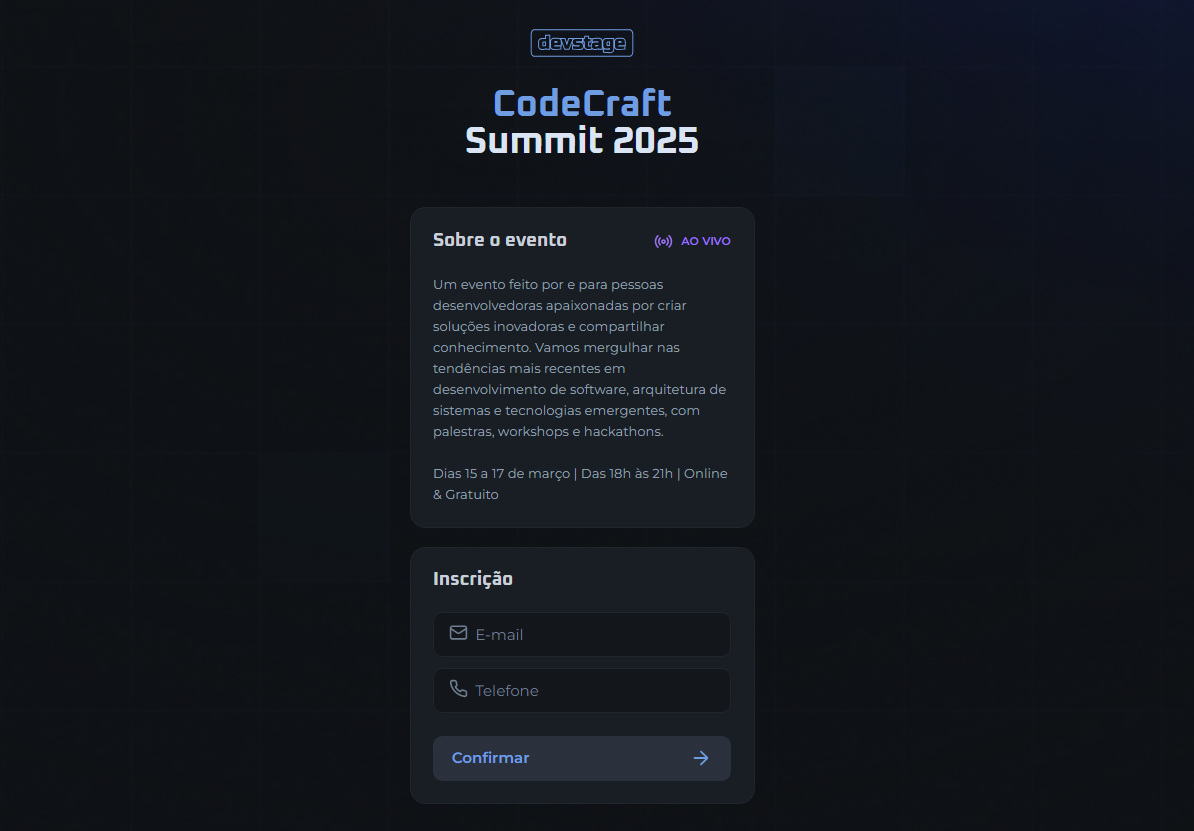 devstage
CodeCraft
Summit 2025
Sobre o evento
AO VIVO
Um evento feito por e para pessoas
desenvolvedoras apaixonadas por criar
soluções inovadoras e compartilhar
conhecimento. Vamos mergulhar nas
tendências mais recentes em
desenvolvimento de software, arquitetura de
sistemas e tecnologias emergentes, com
palestras, workshops e hackathons.
Dias 15 a 17 de março | Das 18h às 21h | Online
& Gratuito
Inscrição
E-mail
Telefone
Confirmar